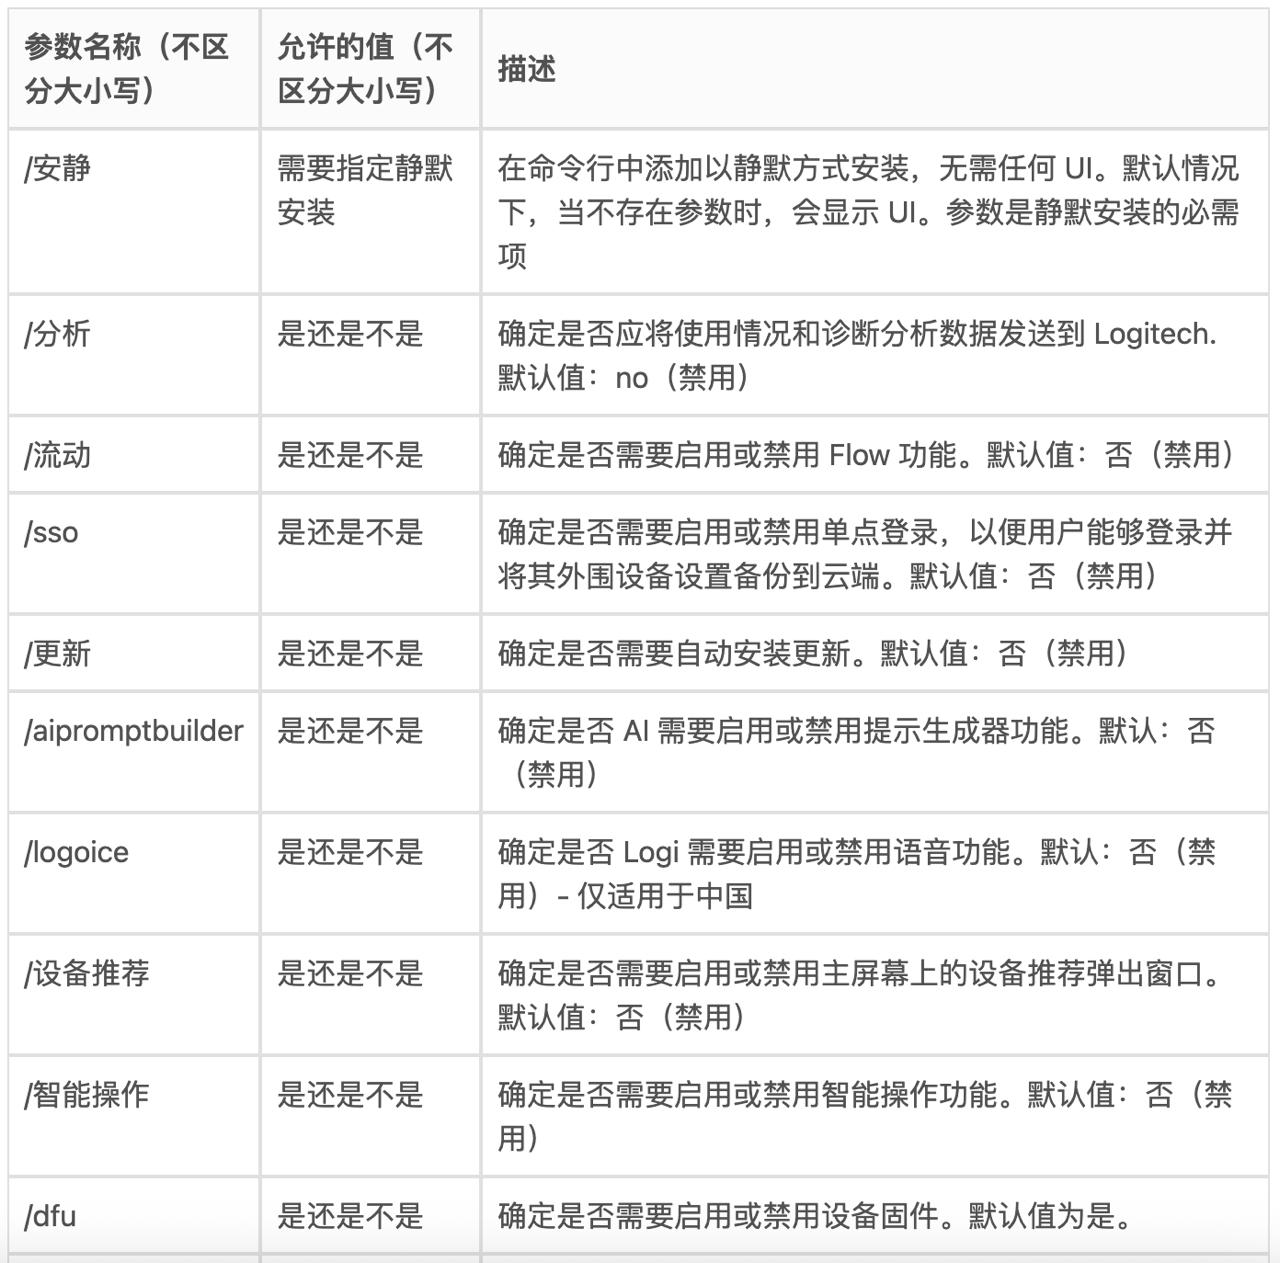 参数名称（不区
分大小写）
允许的值（不
区分大小写）
描述
/安静
需要指定静默
安装
在命令行中添加以静默方式安装，无需任何 UI。默认情况
下，当不存在参数时，会显示 UI。参数是静默安装的必需
项
/分析
是还是不是
确定是否应将使用情况和诊断分析数据发送到 Logitech.
默认值：no（禁用）
/流动
是还是不是
确定是否需要启用或禁用 Flow 功能。默认值：否（禁用）
/sso
是还是不是
确定是否需要启用或禁用单点登录，以便用户能够登录并
将其外围设备设置备份到云端。默认值：否（禁用）
/更新
是还是不是
确定是否需要自动安装更新。默认值：否（禁用）
/aipromptbuilder
是还是不是
确定是否 AI 需要启用或禁用提示生成器功能。默认：否
（禁用）
/logoice
是还是不是
确定是否 Logi 需要启用或禁用语音功能。默认：否（禁
用）- 仅适用于中国
/设备推荐
是还是不是
确定是否需要启用或禁用主屏幕上的设备推荐弹出窗口。
默认值：否（禁用）
/智能操作
是还是不是
确定是否需要启用或禁用智能操作功能。默认值：否（禁
用）
/dfu
是还是不是
确定是否需要启用或禁用设备固件。默认值为是。